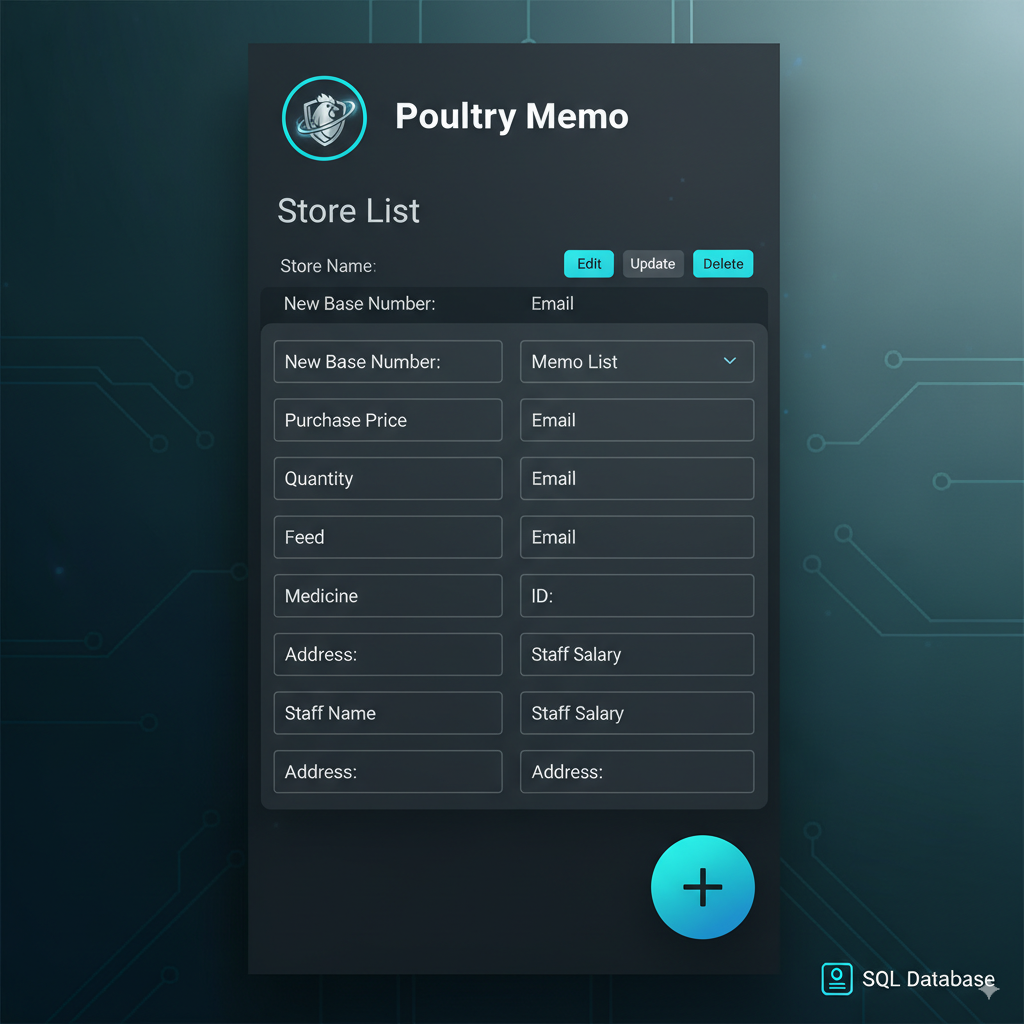 Poultry Memo
Store List
Store Name:
Edit Update Delete
New Base Number: Email
New Base Number: Memo List
Purchase Price Email
Quantity Email
Feed Email
Medicine ID:
Address: Staff Salary
Staff Name Staff Salary
Address: Address:
+
SQL Database